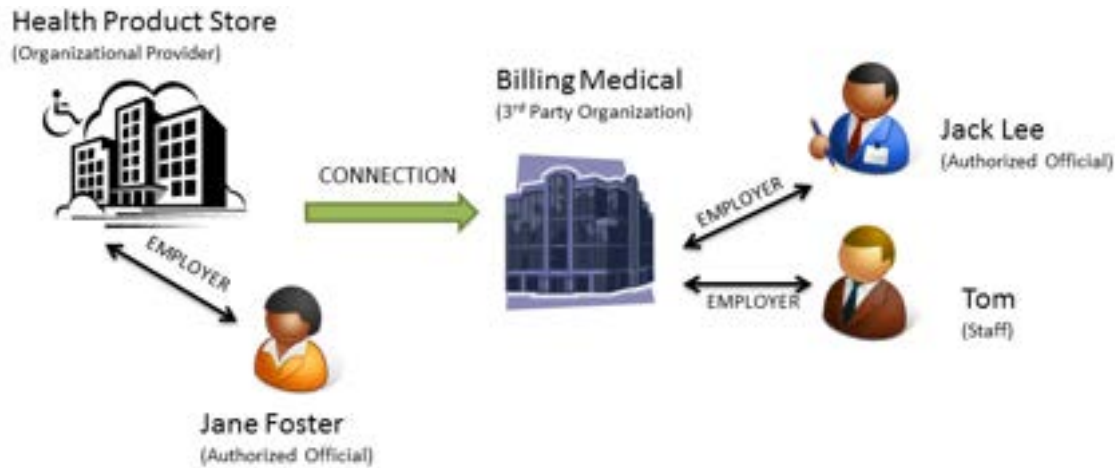 Health Product Store
(Organizational Provider)
Billing Medical
(3rd Party Organization)
Jack Lee
(Authorized Official)
CONNECTION
EMPLOYER
EMPLOYER
EMPLOYER
Tom
(Staff)
Jane Foster
(Authorized Official)